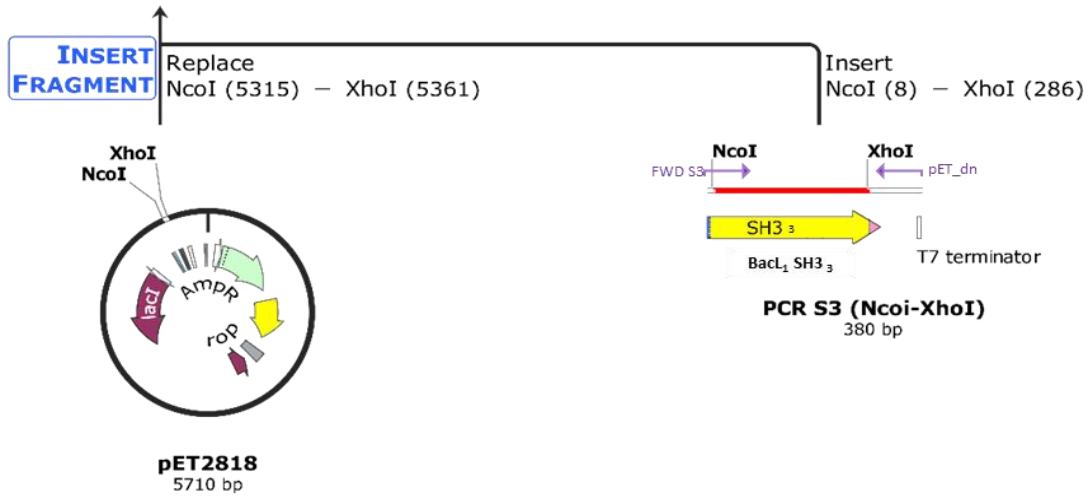 INSERT
FRAGMENT
Replace
NcoI (5315) – XhoI (5361)
Insert
NcoI (8) – XhoI (286)
XhoI
NcoI
lacI
AmpR
rop
pET2818
5710 bp
NcoI
XhoI
FWD S3
pET_dn
SH3 3
BacL1 SH3 3
T7 terminator
PCR S3 (Ncoi-XhoI)
380 bp